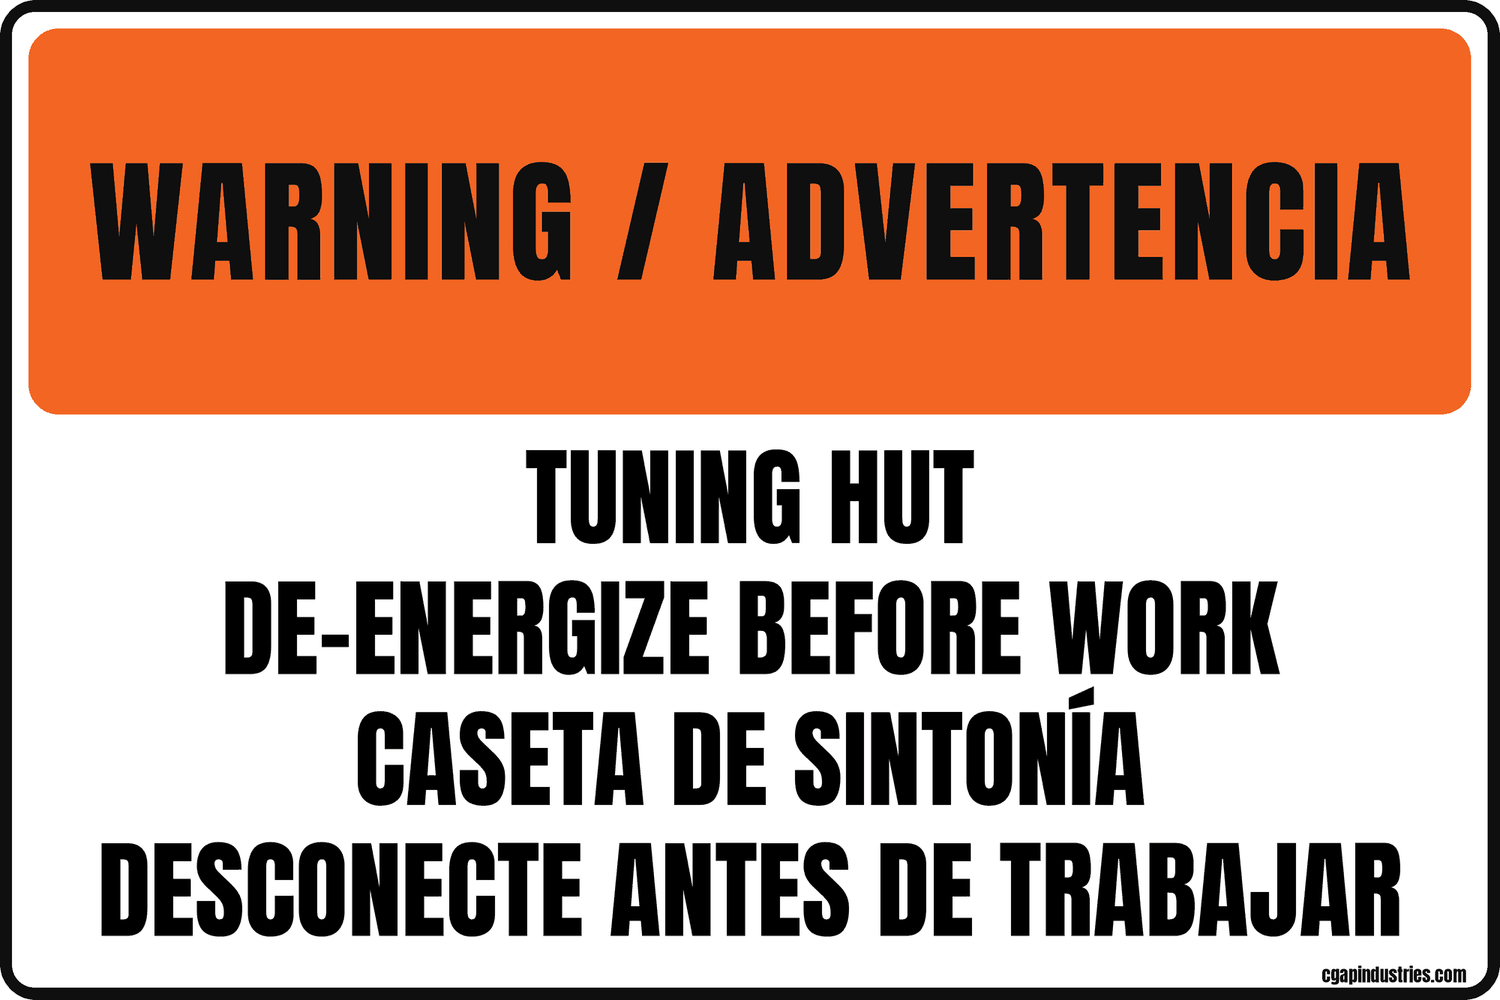 WARNING / ADVERTENCIA
TUNING HUT
DE-ENERGIZE BEFORE WORK
CASETA DE SINTONÍA
DESCONECTE ANTES DE TRABAJAR
cgapindustries.com